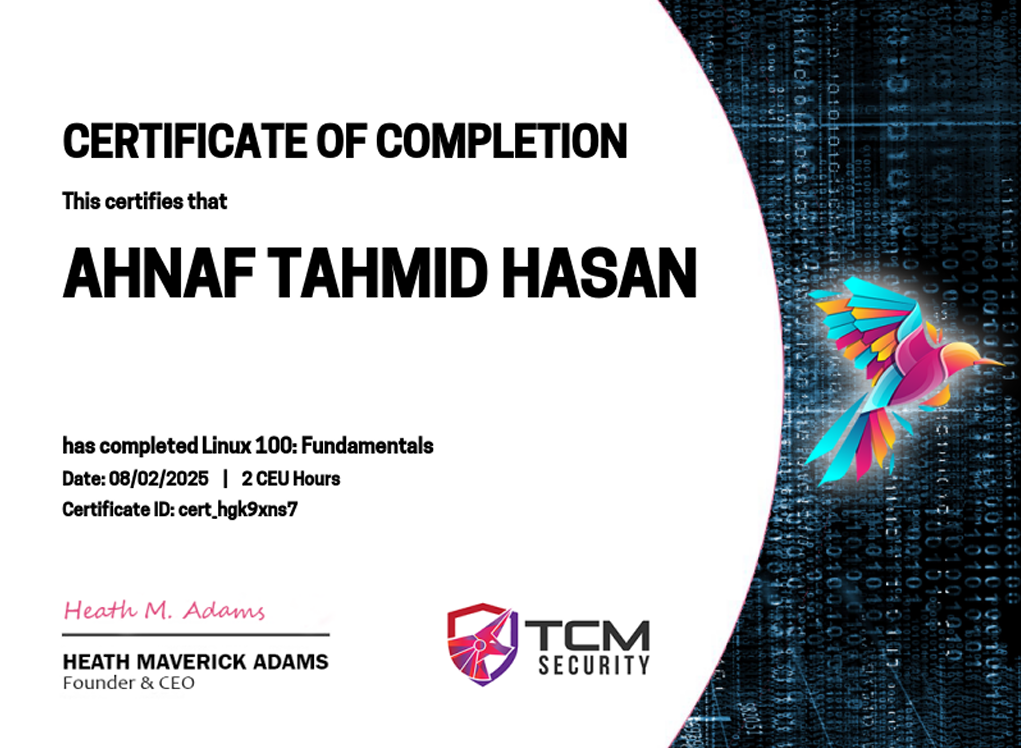 CERTIFICATE OF COMPLETION
This certifies that
AHNAF TAHMID HASAN
has completed Linux 100: Fundamentals
Date: 08/02/2025 | 2 CEU Hours
Certificate ID: cert_hgk9xns7
Heath M. Adams
HEATH MAVERICK ADAMS
Founder & CEO
TCM
SECURITY